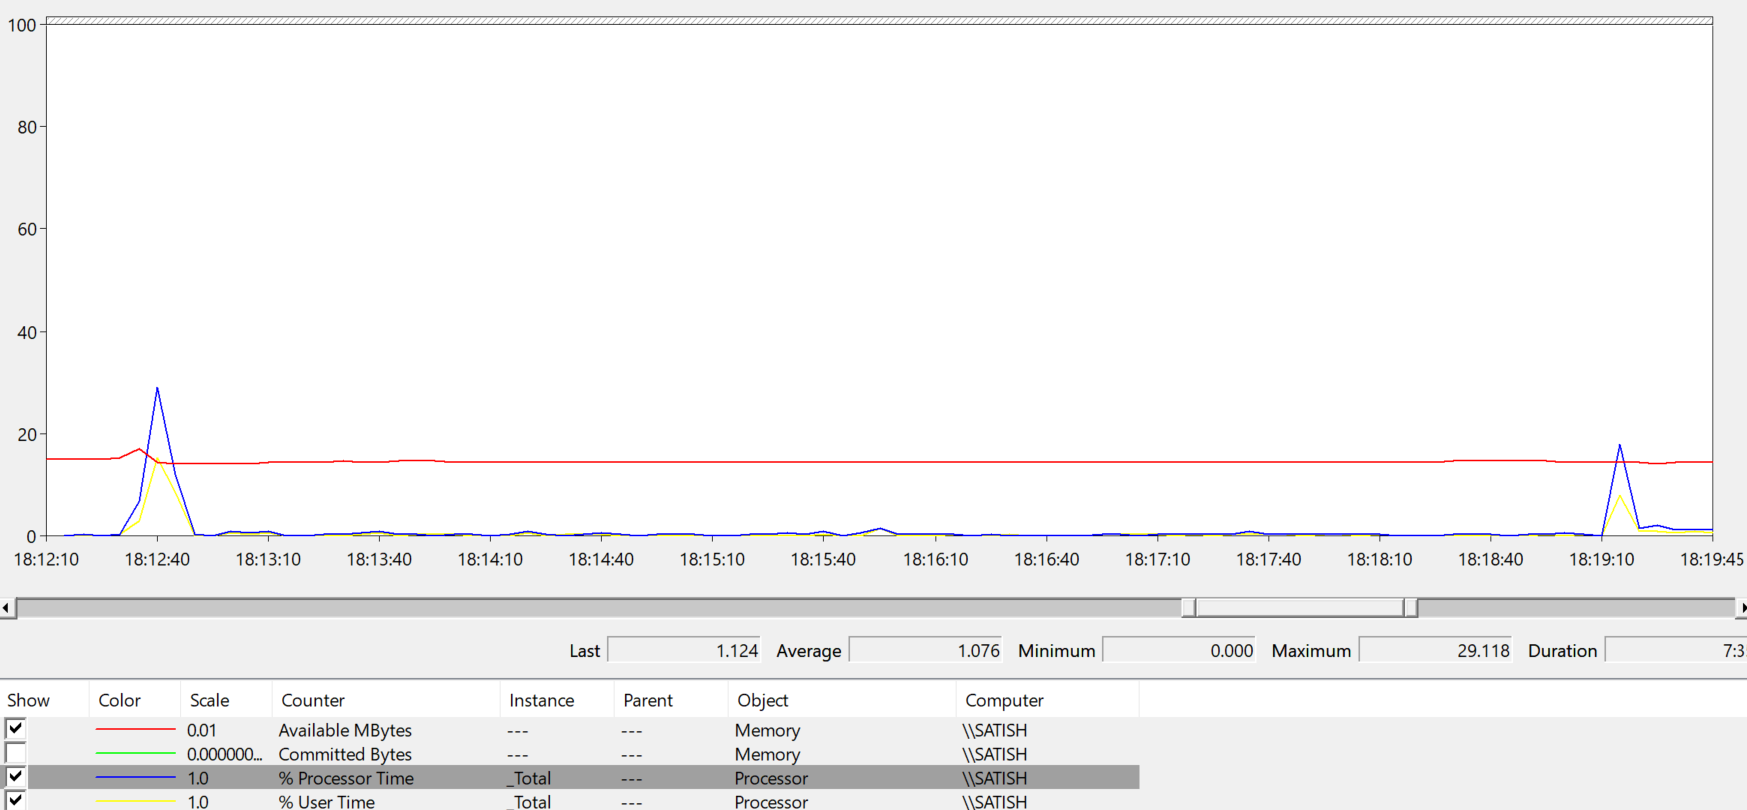 100
80
60
40
20
0
18:12:10 18:12:40 18:13:10 18:13:40 18:14:10 18:14:40 18:15:10 18:15:40 18:16:10 18:16:40 18:17:10 18:17:40 18:18:10 18:18:40 18:19:10 18:19:45
Last 1.124 Average 1.076 Minimum 0.000 Maximum 29.118 Duration 7:3
Show Color Scale Counter Instance Parent Object Computer
0.01 Available MBytes --- --- Memory \\SATISH
0.000000... Committed Bytes --- --- Memory \\SATISH
1.0 % Processor Time _Total --- Processor \\SATISH
1.0 % User Time _Total --- Processor \\SATISH